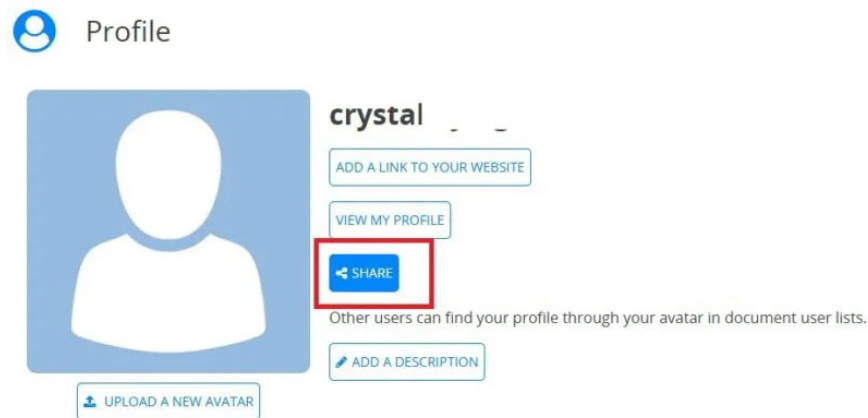 Profile
crystal
ADD A LINK TO YOUR WEBSITE
VIEW MY PROFILE
SHARE
Other users can find your profile through your avatar in document user lists.
ADD A DESCRIPTION
UPLOAD A NEW AVATAR